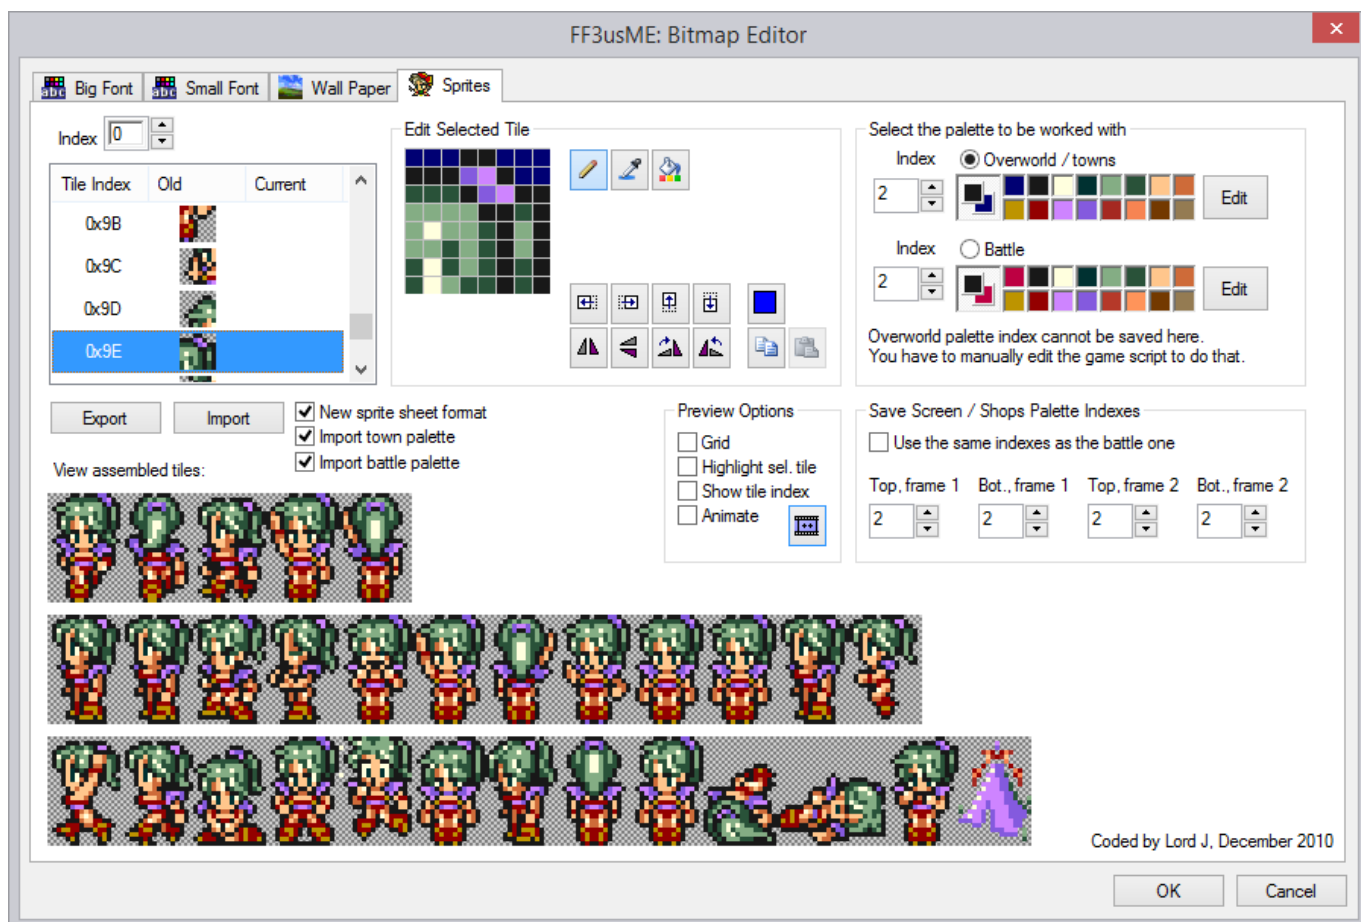 FF3usME: Bitmap Editor
Big Font
Small Font
Wall Paper
Sprites
Index 0
Tile Index Old Current
0x9B
0x9C
0x9D
0x9E
Edit Selected Tile
Select the palette to be worked with
Index Overworld / towns
2 Edit
Index Battle
2 Edit
Overworld palette index cannot be saved here.
You have to manually edit the game script to do that.
Export Import
New sprite sheet format
Import town palette
Import battle palette
View assembled tiles:
Preview Options
Grid
Highlight sel. tile
Show tile index
Animate
Save Screen / Shops Palette Indexes
Use the same indexes as the battle one
Top, frame 1 Bot., frame 1 Top, frame 2 Bot., frame 2
2 2 2 2
Coded by Lord J, December 2010
OK Cancel